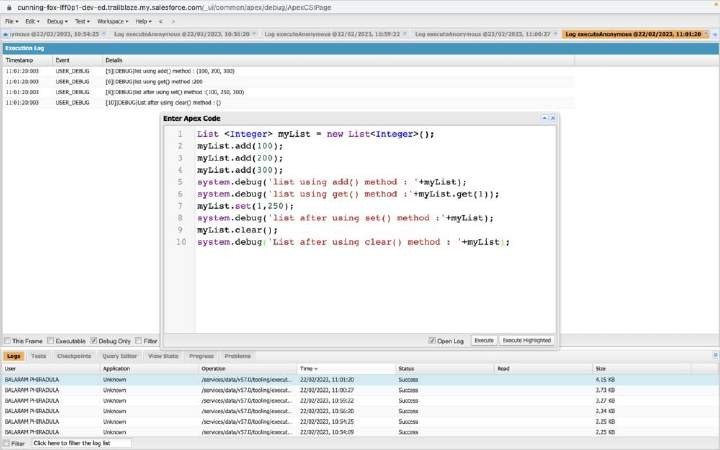 cunning-fox-iff0p1-dev-ed.trailblaze.my.salesforce.com/_ui/common/apex/debug/ApexCSIPage
File Edit Debug Test Workspace Help < >
Log executeAnonymous @22/02/2023, 10:56:20 Log executeAnonymous @22/02/2023, 10:59:22 Log executeAnonymous @22/02/2023, 11:00:27 Log executeAnonymous @22/02/2023, 11:01:20
Execution Log
Timestamp Event Details
11:01:20:003 USER_DEBUG [5]|DEBUG|list using add() method : (100, 200, 300)
11:01:20:003 USER_DEBUG [6]|DEBUG|list using get() method :200
11:01:20:003 USER_DEBUG [8]|DEBUG|list after using set() method :(100, 250, 300)
11:01:20:003 USER_DEBUG [10]|DEBUG|List after using clear() method : ()
Enter Apex Code
1 List <Integer> myList = new List<Integer>();
2 myList.add(100);
3 myList.add(200);
4 myList.add(300);
5 system.debug('list using add() method : '+myList);
6 system.debug('list using get() method :'+myList.get(1));
7 myList.set(1,250);
8 system.debug('list after using set() method :'+myList);
9 myList.clear();
10 system.debug('List after using clear() method : '+myList);
Open Log Execute Execute Highlighted
This Frame Executable Debug Only Filter
Logs Tests Checkpoints Query Editor View State Progress Problems
User Application Operation Time Status Read Size
BALARAM PHERADULA Unknown /services/data/v57.0/tooling/execut... 22/02/2023, 11:01:20 Success 4.15 KB
BALARAM PHERADULA Unknown /services/data/v57.0/tooling/execut... 22/02/2023, 11:00:27 Success 3.73 KB
BALARAM PHERADULA Unknown /services/data/v57.0/tooling/execut... 22/02/2023, 10:59:22 Success 3.27 KB
BALARAM PHERADULA Unknown /services/data/v57.0/tooling/execut... 22/02/2023, 10:56:20 Success 2.34 KB
BALARAM PHERADULA Unknown /services/data/v57.0/tooling/execut... 22/02/2023, 10:54:25 Success 2.25 KB
BALARAM PHERADULA Unknown /services/data/v57.0/tooling/execut... 22/02/2023, 10:54:09 Success 2.25 KB
Filter Click here to filter the log list